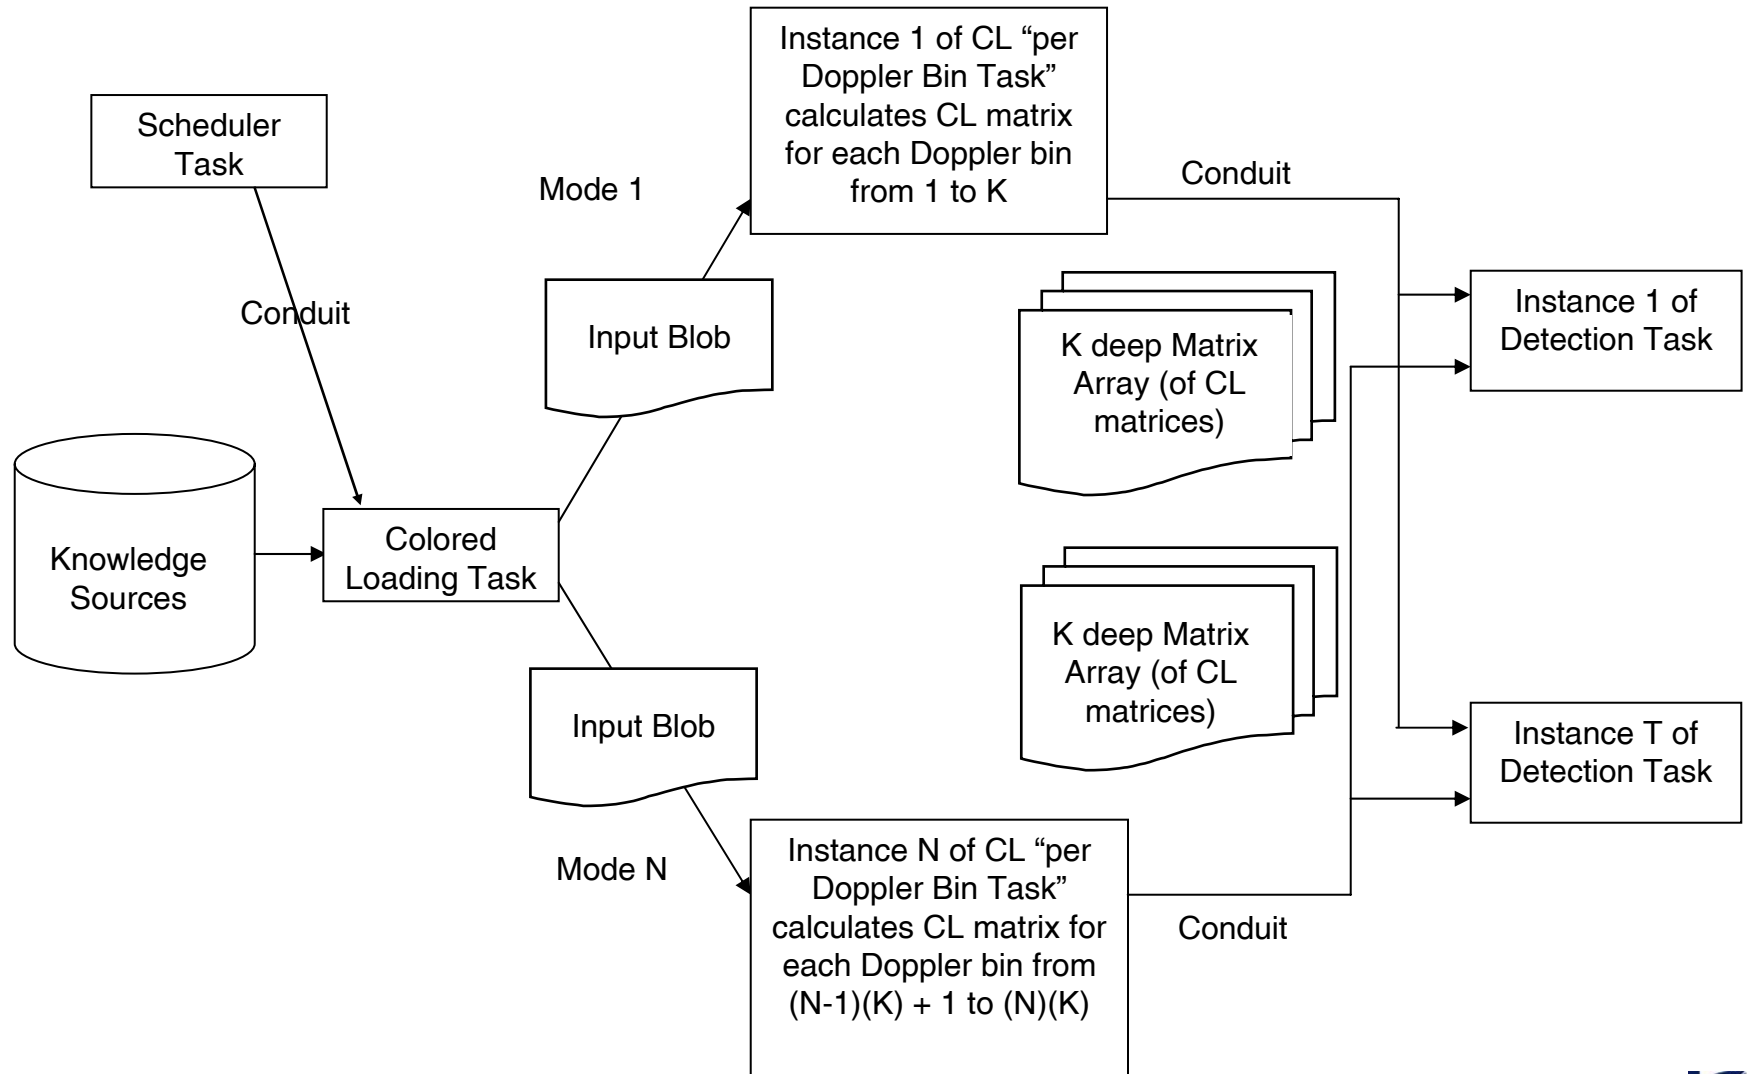 Instance 1 of CL “per
Doppler Bin Task”
calculates CL matrix
for each Doppler bin
from 1 to K
Scheduler
Task
Mode 1
Conduit
Conduit
Input Blob
K deep Matrix
Array (of CL
matrices)
Instance 1 of
Detection Task
Knowledge
Sources
Colored
Loading Task
K deep Matrix
Array (of CL
matrices)
Input Blob
Instance T of
Detection Task
Mode N
Instance N of CL “per
Doppler Bin Task”
calculates CL matrix for
each Doppler bin from
(N-1)(K) + 1 to (N)(K)
Conduit